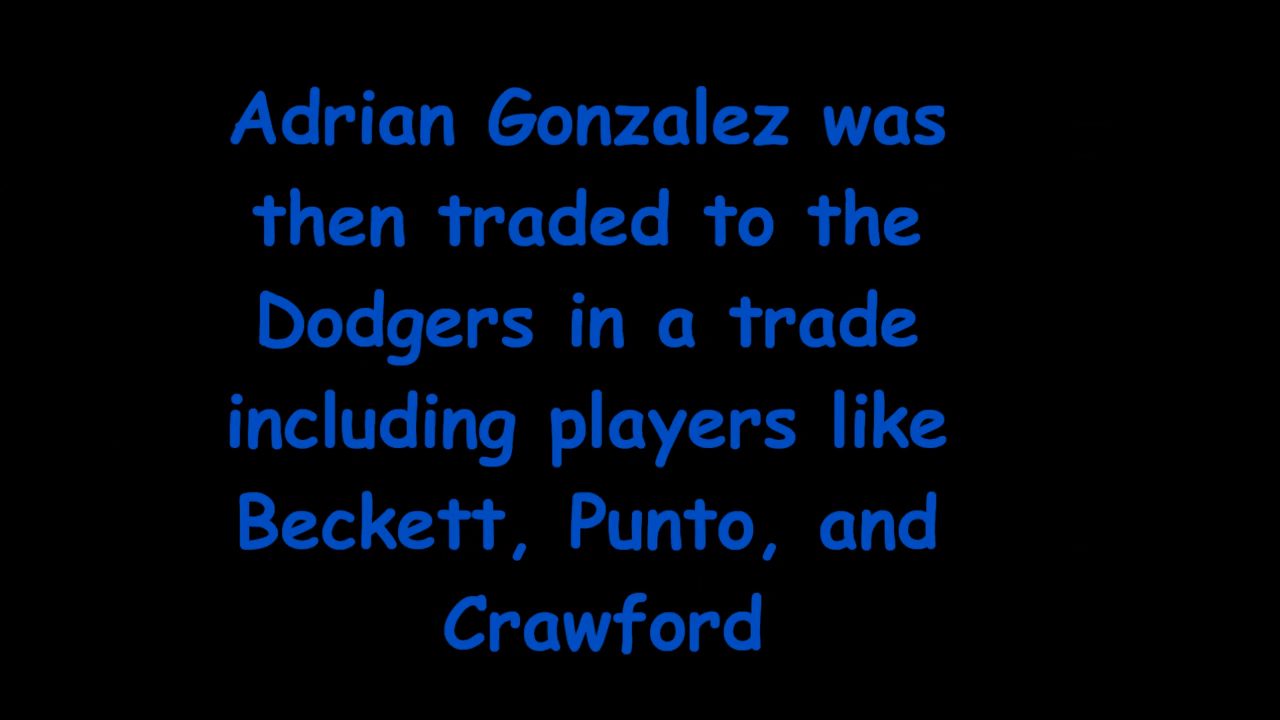 Adrian Gonzalez was
then traded to the
Dodgers in a trade
including players like
Beckett, Punto, and
Crawford